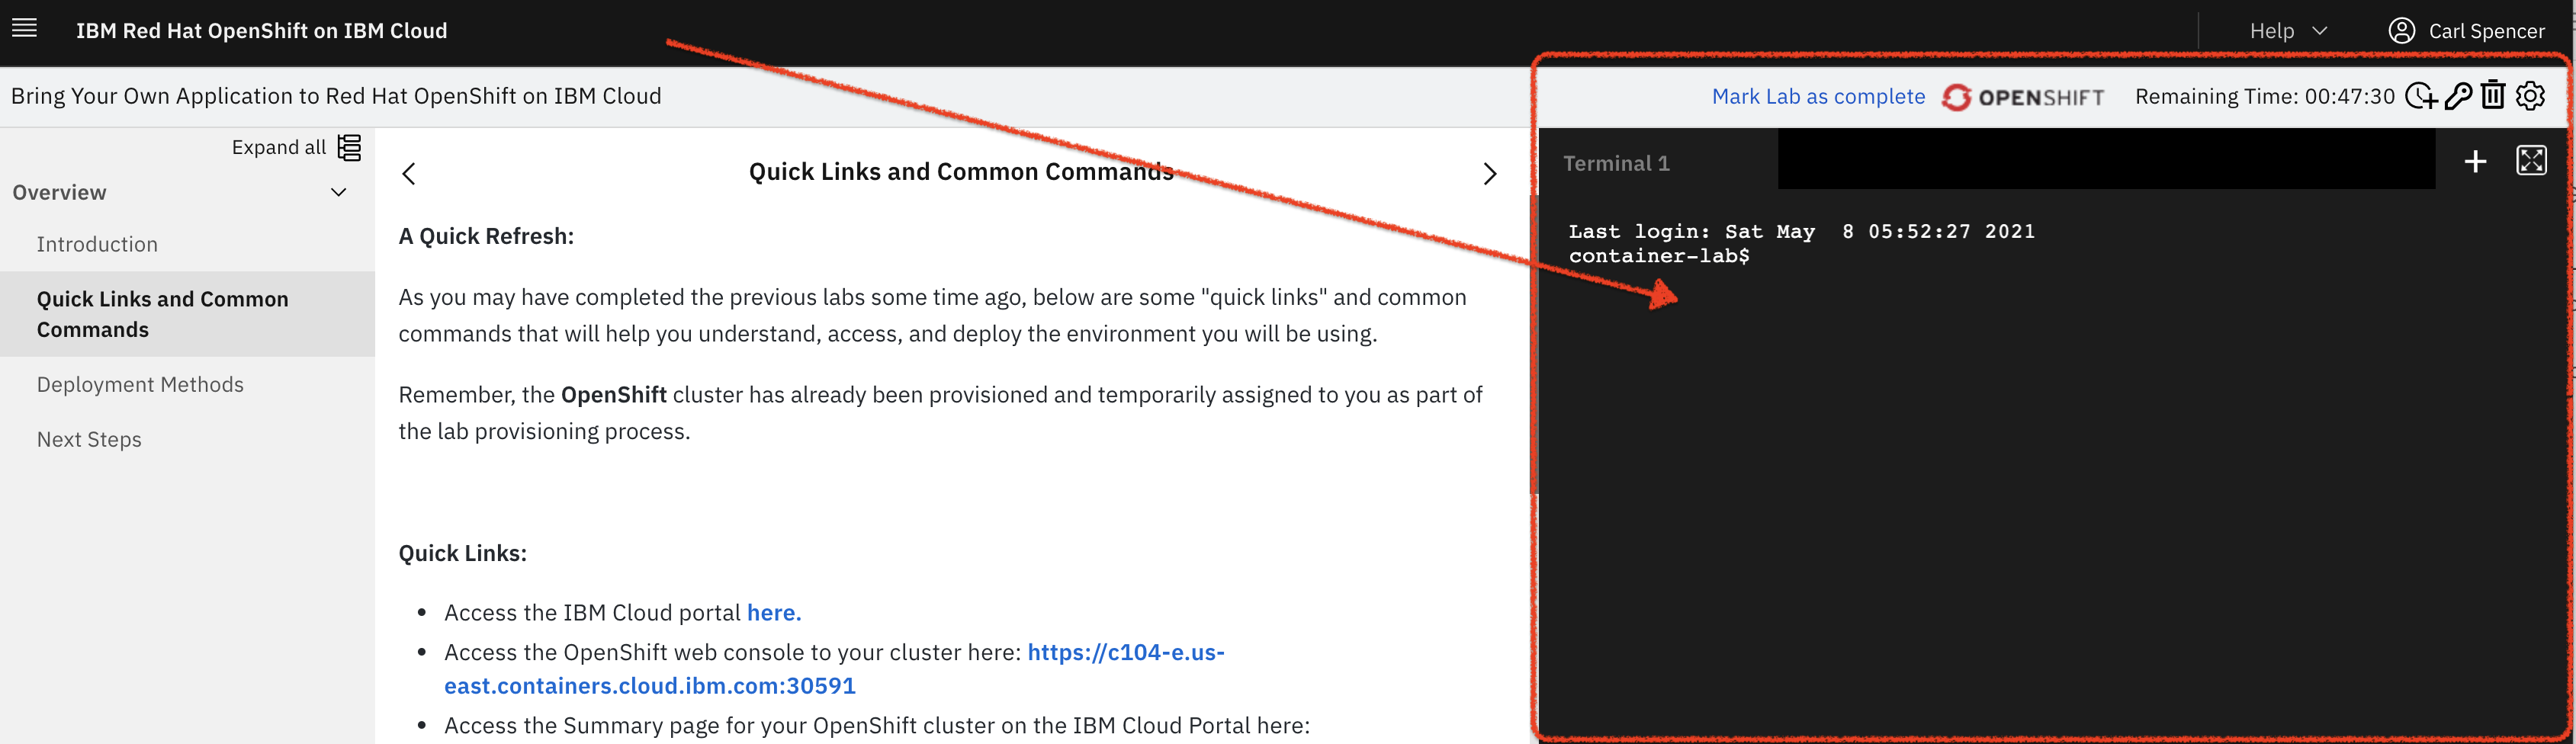 IBM Red Hat OpenShift on IBM Cloud
Help
Carl Spencer
Bring Your Own Application to Red Hat OpenShift on IBM Cloud
Mark Lab as complete
OPENSHIFT
Remaining Time: 00:47:30
Expand all
Overview
Introduction
Quick Links and Common
Commands
Deployment Methods
Next Steps
Quick Links and Common Commands
A Quick Refresh:
As you may have completed the previous labs some time ago, below are some "quick links" and common
commands that will help you understand, access, and deploy the environment you will be using.
Remember, the OpenShift cluster has already been provisioned and temporarily assigned to you as part of
the lab provisioning process.
Quick Links:
• Access the IBM Cloud portal here.
• Access the OpenShift web console to your cluster here: https://c104-e.us-
east.containers.cloud.ibm.com:30591
• Access the Summary page for your OpenShift cluster on the IBM Cloud Portal here:
Terminal 1
Last login: Sat May  8 05:52:27 2021
container-lab$